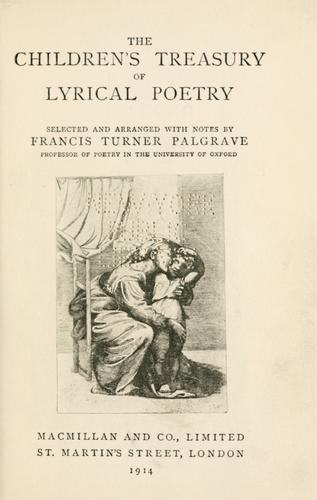 THE
CHILDREN'S TREASURY
OF
LYRICAL POETRY
SELECTED AND ARRANGED WITH NOTES BY
FRANCIS TURNER PALGRAVE
PROFESSOR OF POETRY IN THE UNIVERSITY OF OXFORD
MACMILLAN AND CO., LIMITED
ST. MARTIN'S STREET, LONDON
1914